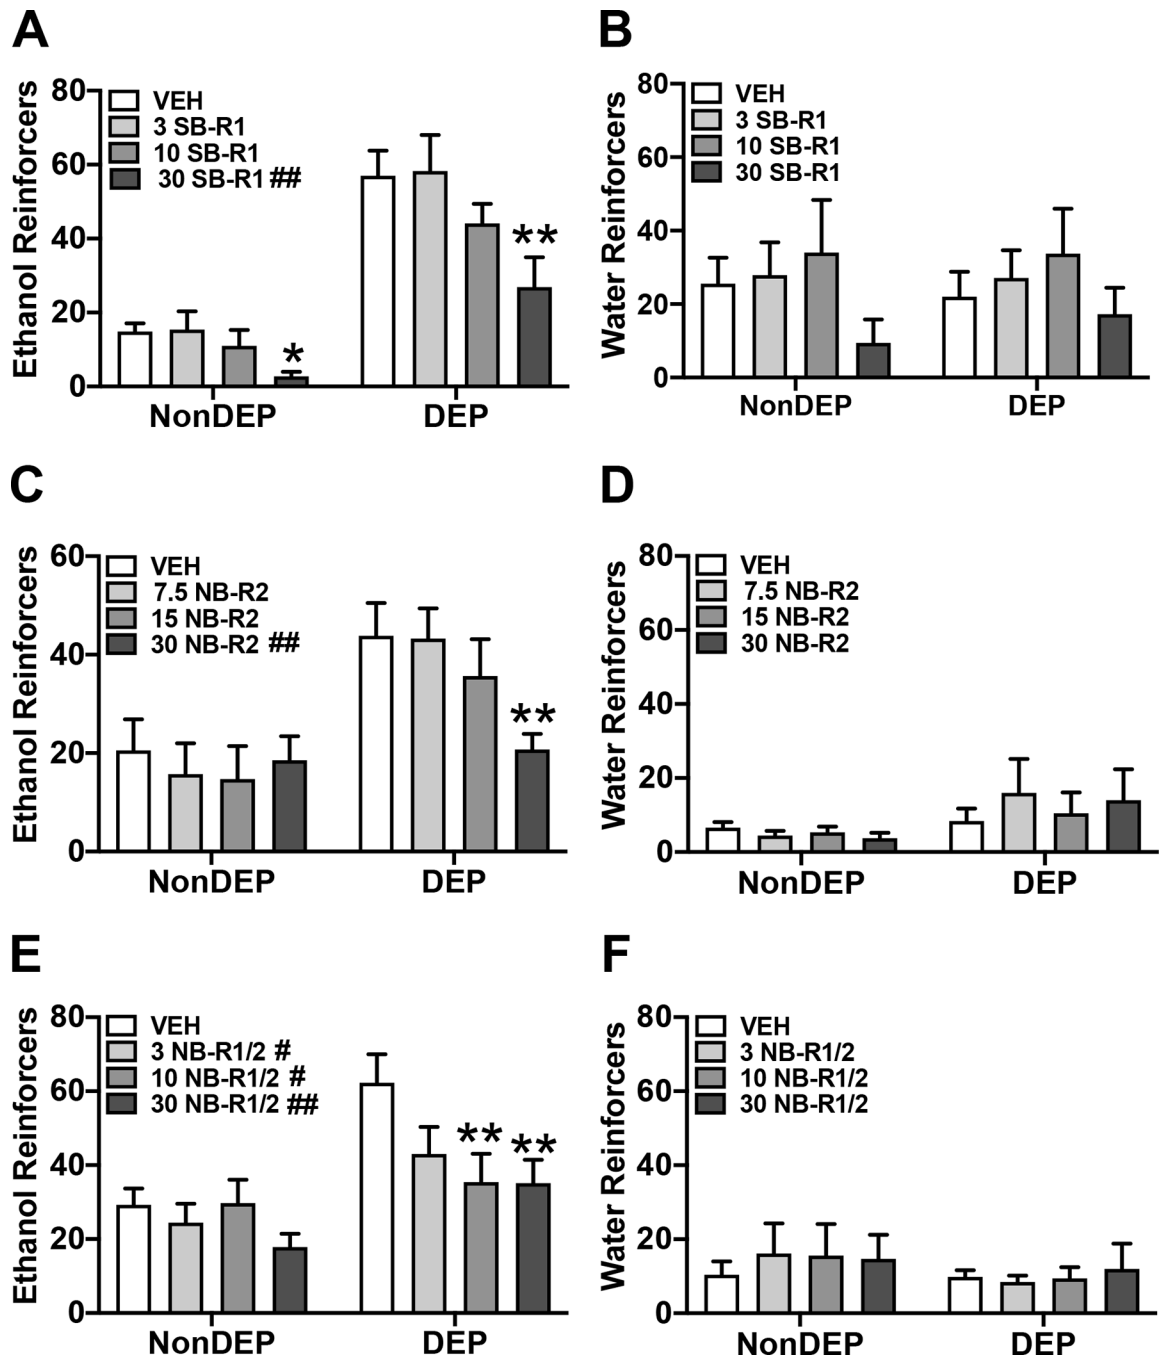 A
Ethanol Reinforcers
80
60
40
20
0
VEH
3 SB-R1
10 SB-R1
30 SB-R1 ##
*
**
NonDEP
DEP
B
Water Reinforcers
80
60
40
20
0
VEH
3 SB-R1
10 SB-R1
30 SB-R1
NonDEP
DEP
C
Ethanol Reinforcers
60
40
20
0
VEH
7.5 NB-R2
15 NB-R2
30 NB-R2 ##
**
NonDEP
DEP
D
Water Reinforcers
80
60
40
20
0
VEH
7.5 NB-R2
15 NB-R2
30 NB-R2
NonDEP
DEP
E
Ethanol Reinforcers
80
60
40
20
0
VEH
3 NB-R1/2 #
10 NB-R1/2 #
30 NB-R1/2 ##
**
**
NonDEP
DEP
F
Water Reinforcers
80
60
40
20
0
VEH
3 NB-R1/2
10 NB-R1/2
30 NB-R1/2
NonDEP
DEP